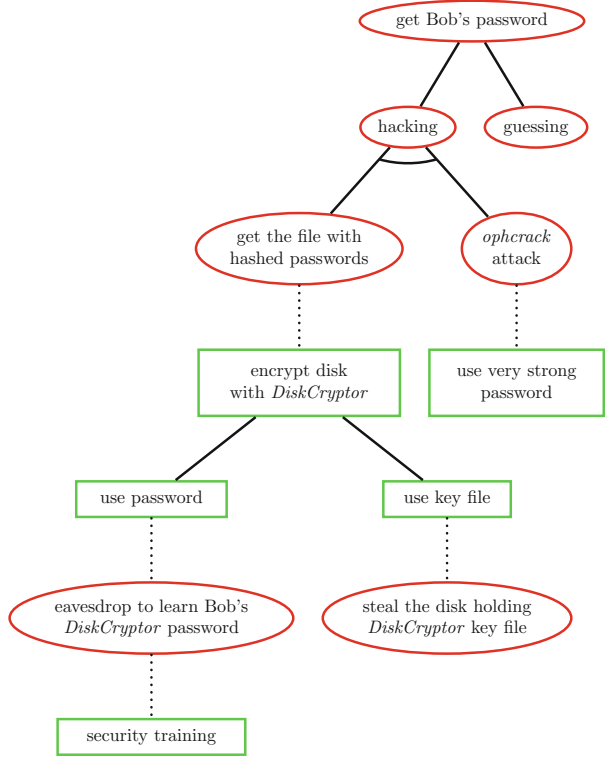 get Bob's password
hacking
guessing
get the file with
hashed passwords
ophcrack
attack
encrypt disk
with DiskCryptor
use very strong
password
use password
use key file
eavesdrop to learn Bob's
DiskCryptor password
steal the disk holding
DiskCryptor key file
security training